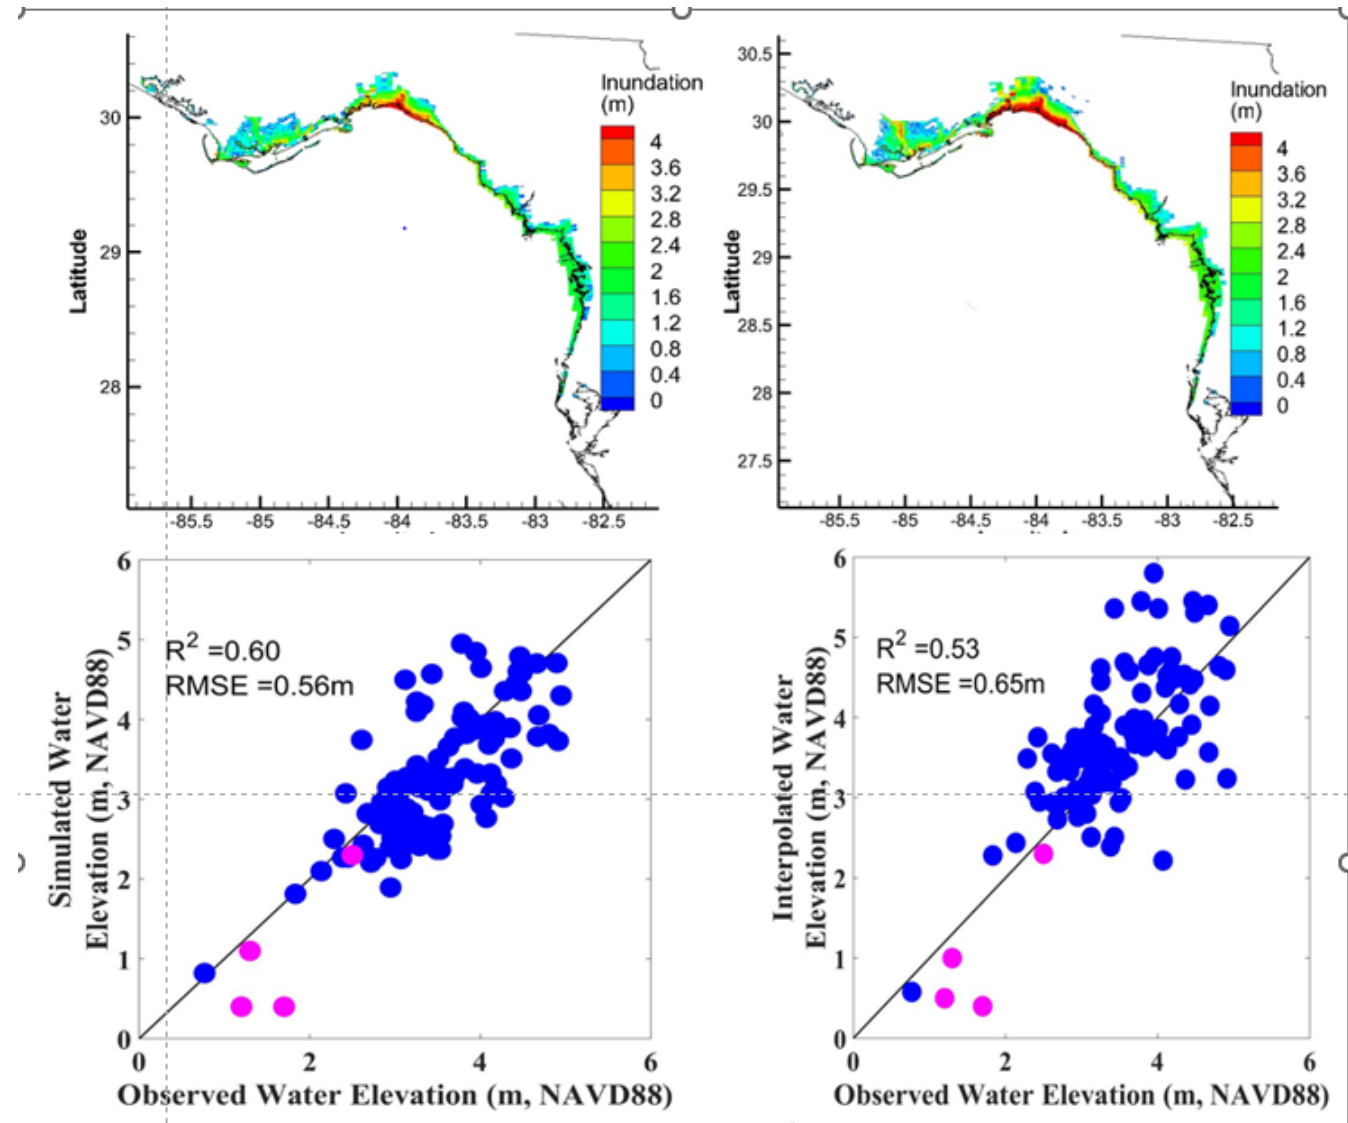 Inundation
(m)
4
3.6
3.2
2.8
2.4
2
1.6
1.2
0.8
0.4
0
30
29
28
Latitude
-85.5 -85 -84.5 -84 -83.5 -83 -82.5
Inundation
(m)
4
3.6
3.2
2.8
2.4
2
1.6
1.2
0.8
0.4
0
30.5
30
29.5
29
28.5
28
27.5
Latitude
-85.5 -85 -84.5 -84 -83.5 -83 -82.5
R2 =0.60
RMSE =0.56m
6
5
4
3
2
1
0
Simulated Water
Elevation (m, NAVD88)
0 2 4 6
Observed Water Elevation (m, NAVD88)
R2 =0.53
RMSE =0.65m
6
5
4
3
2
1
0
Interpolated Water
Elevation (m, NAVD88)
0 2 4 6
Observed Water Elevation (m, NAVD88)